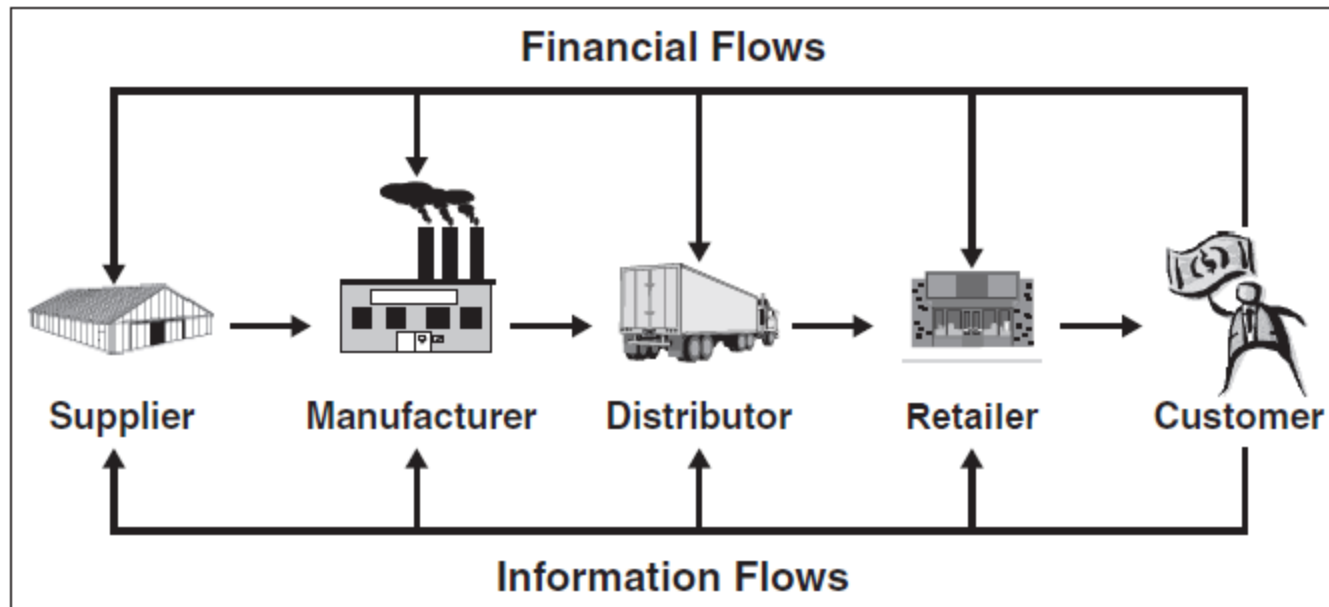 Financial Flows
Supplier
Manufacturer
Distributor
Retailer
Customer
Information Flows